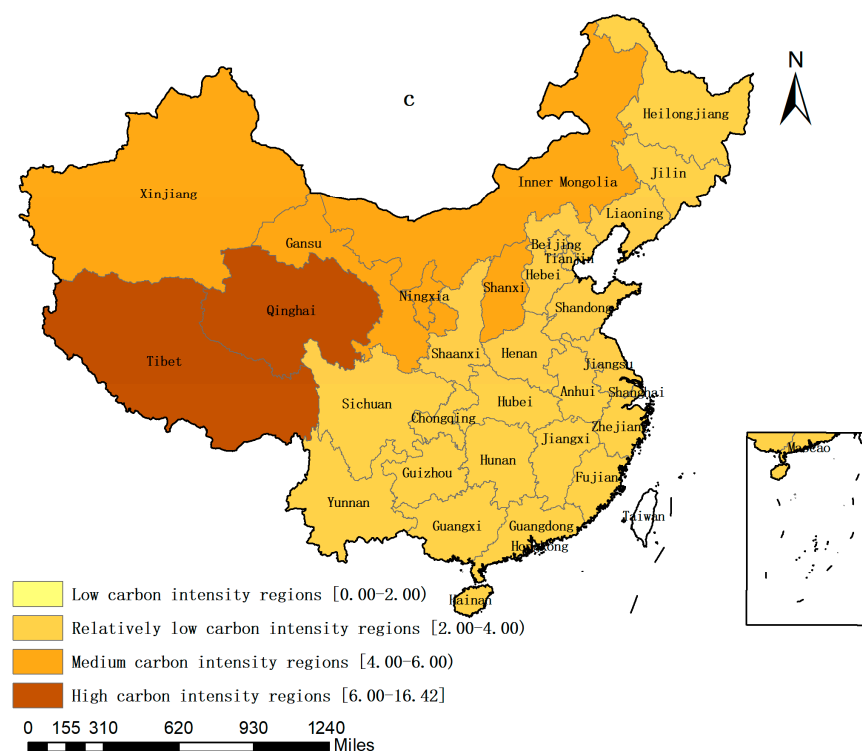 N
c
Heilongjiang
Jilin
Xinjiang
Inner Mongolia
Liaoning
Gansu
Beijing
Tianjin
Hebei
Shanxi
Ningxia
Qinghai
Shandong
Tibet
Shaanxi
Henan
Jiangsu
Anhui
Shanghai
Sichuan
Hubei
Chongqing
Zhejian
Jiangxi
Macao
Hunan
Guizhou
Fujian
Yunnan
Taiwan
Guangxi
Guangdong
Hongkong
Hainan
Low carbon intensity regions [0.00-2.00)
Relatively low carbon intensity regions [2.00-4.00)
Medium carbon intensity regions [4.00-6.00)
High carbon intensity regions [6.00-16.42]
0 155 310 620 930 1240
Miles